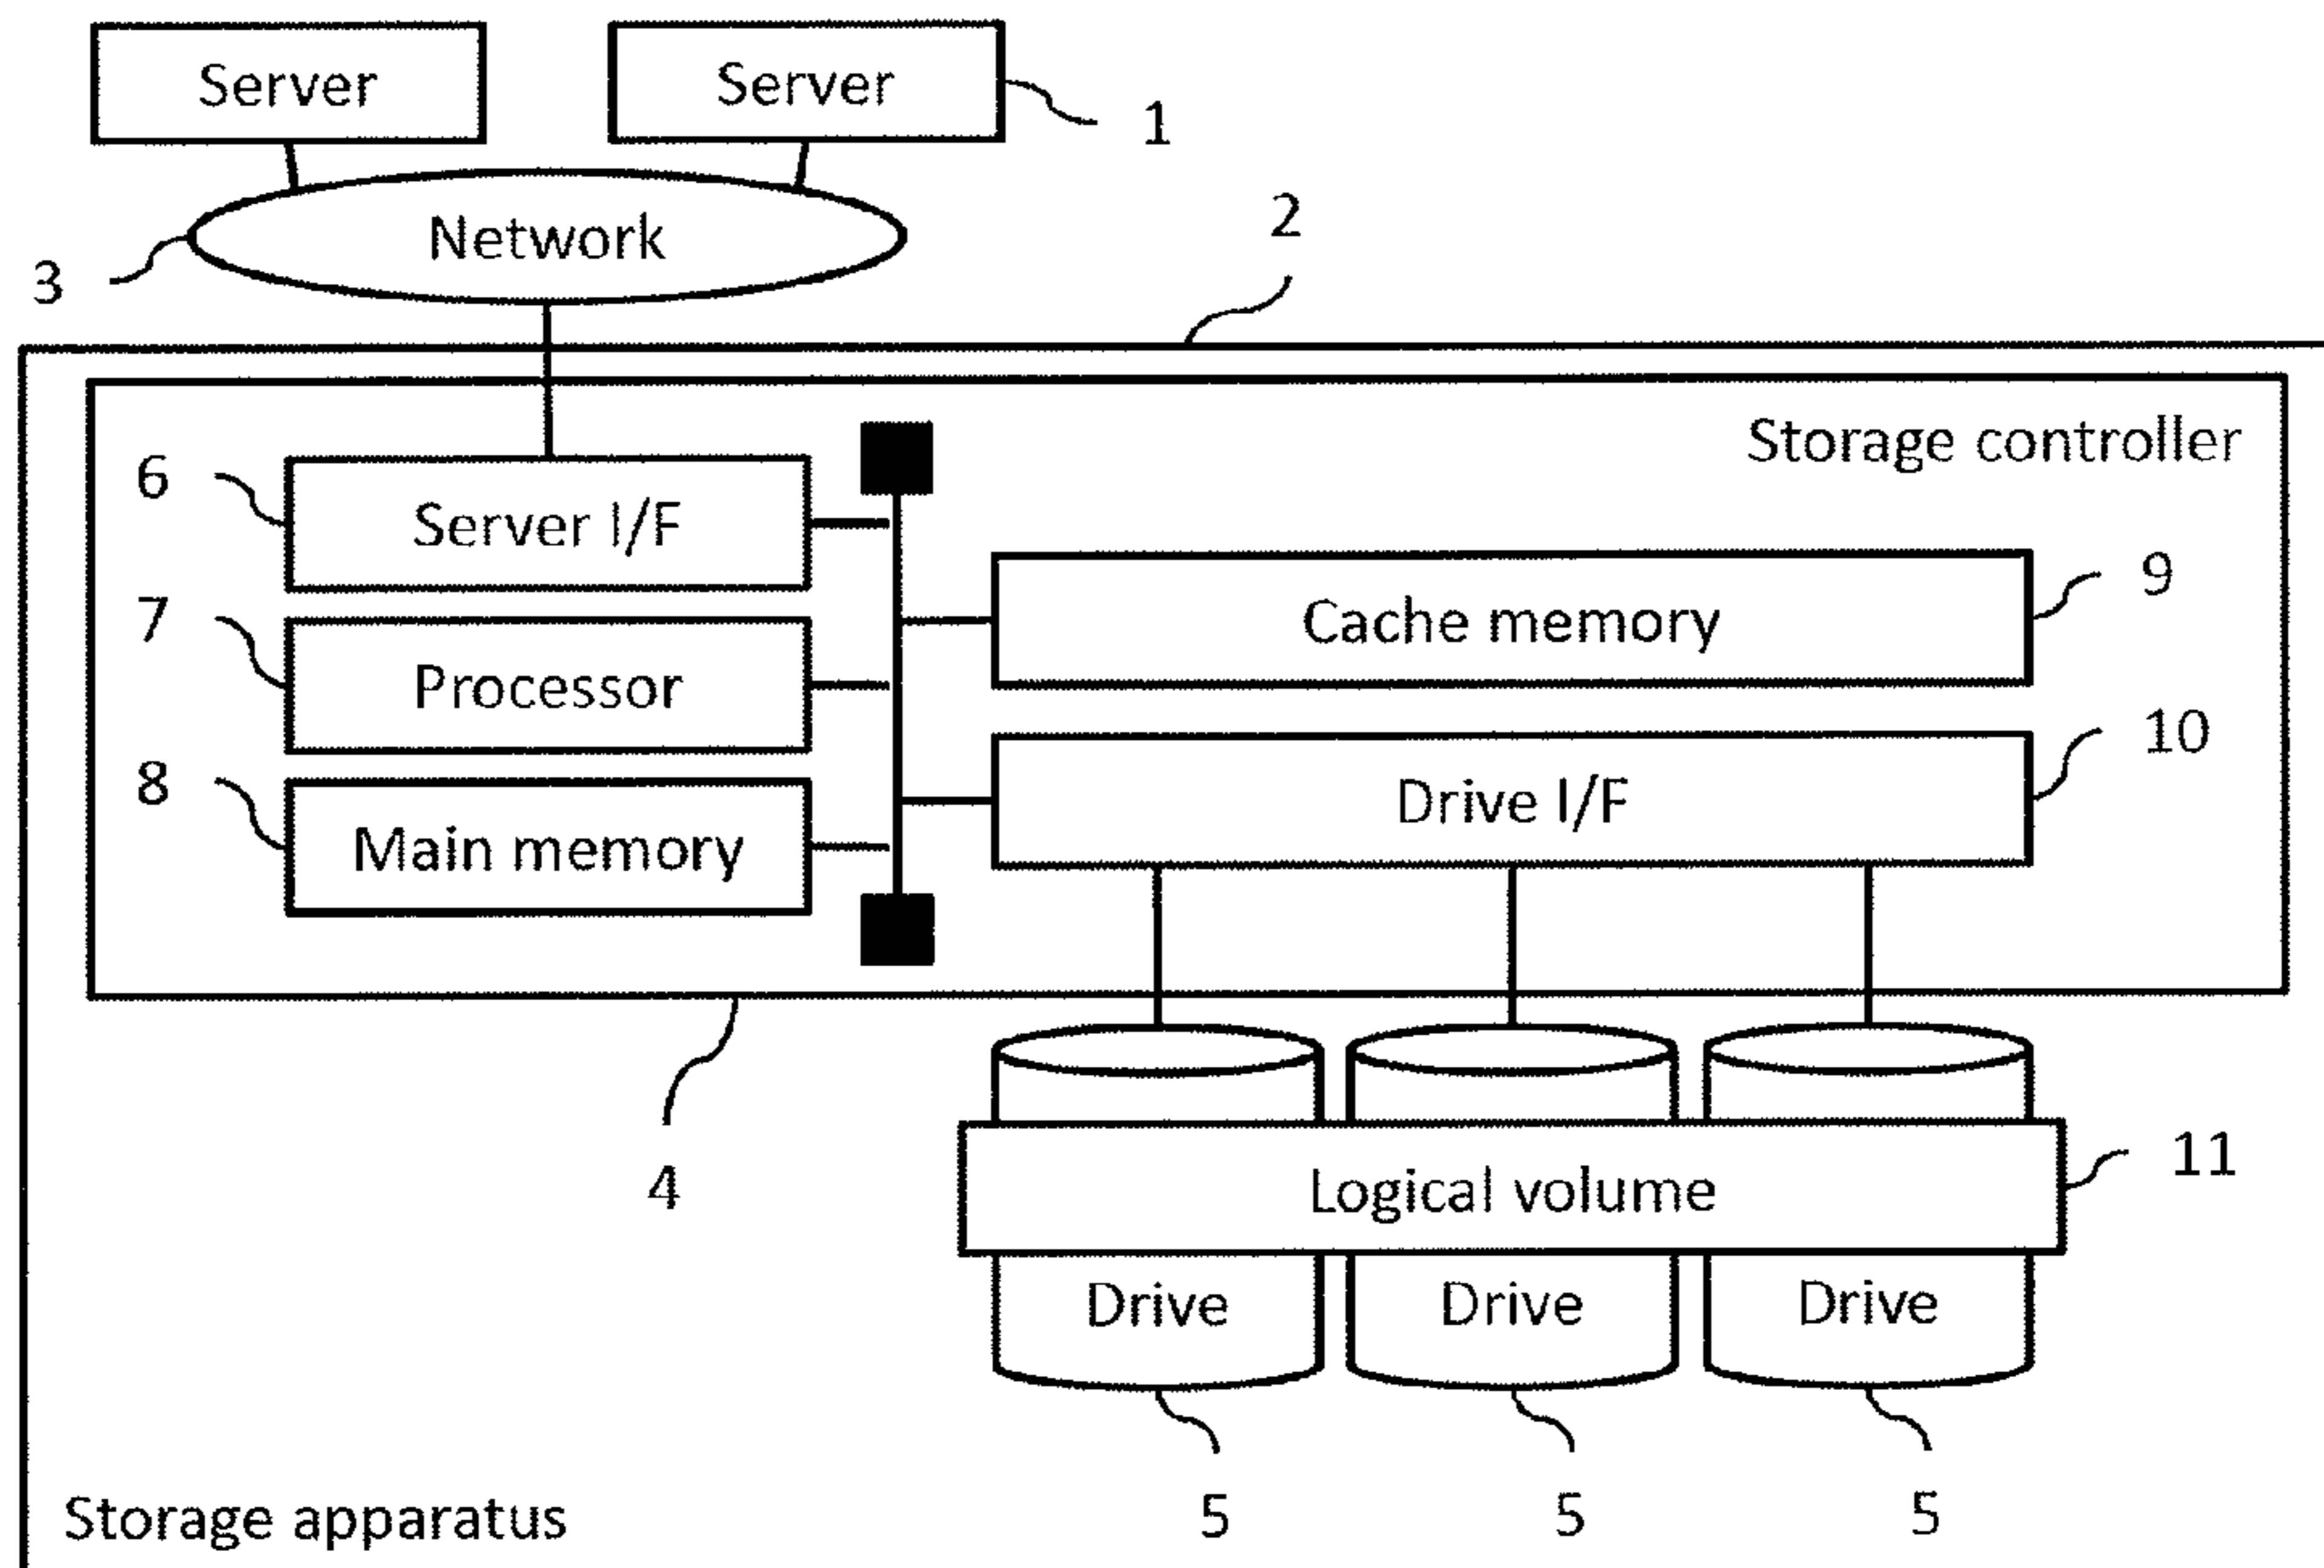 Server
Server
1
Network
3
2
Storage controller
6
Server I/F
9
Cache memory
7
Processor
10
Drive I/F
8
Main memory
4
11
Logical volume
Drive
Drive
Drive
5
5
5
Storage apparatus